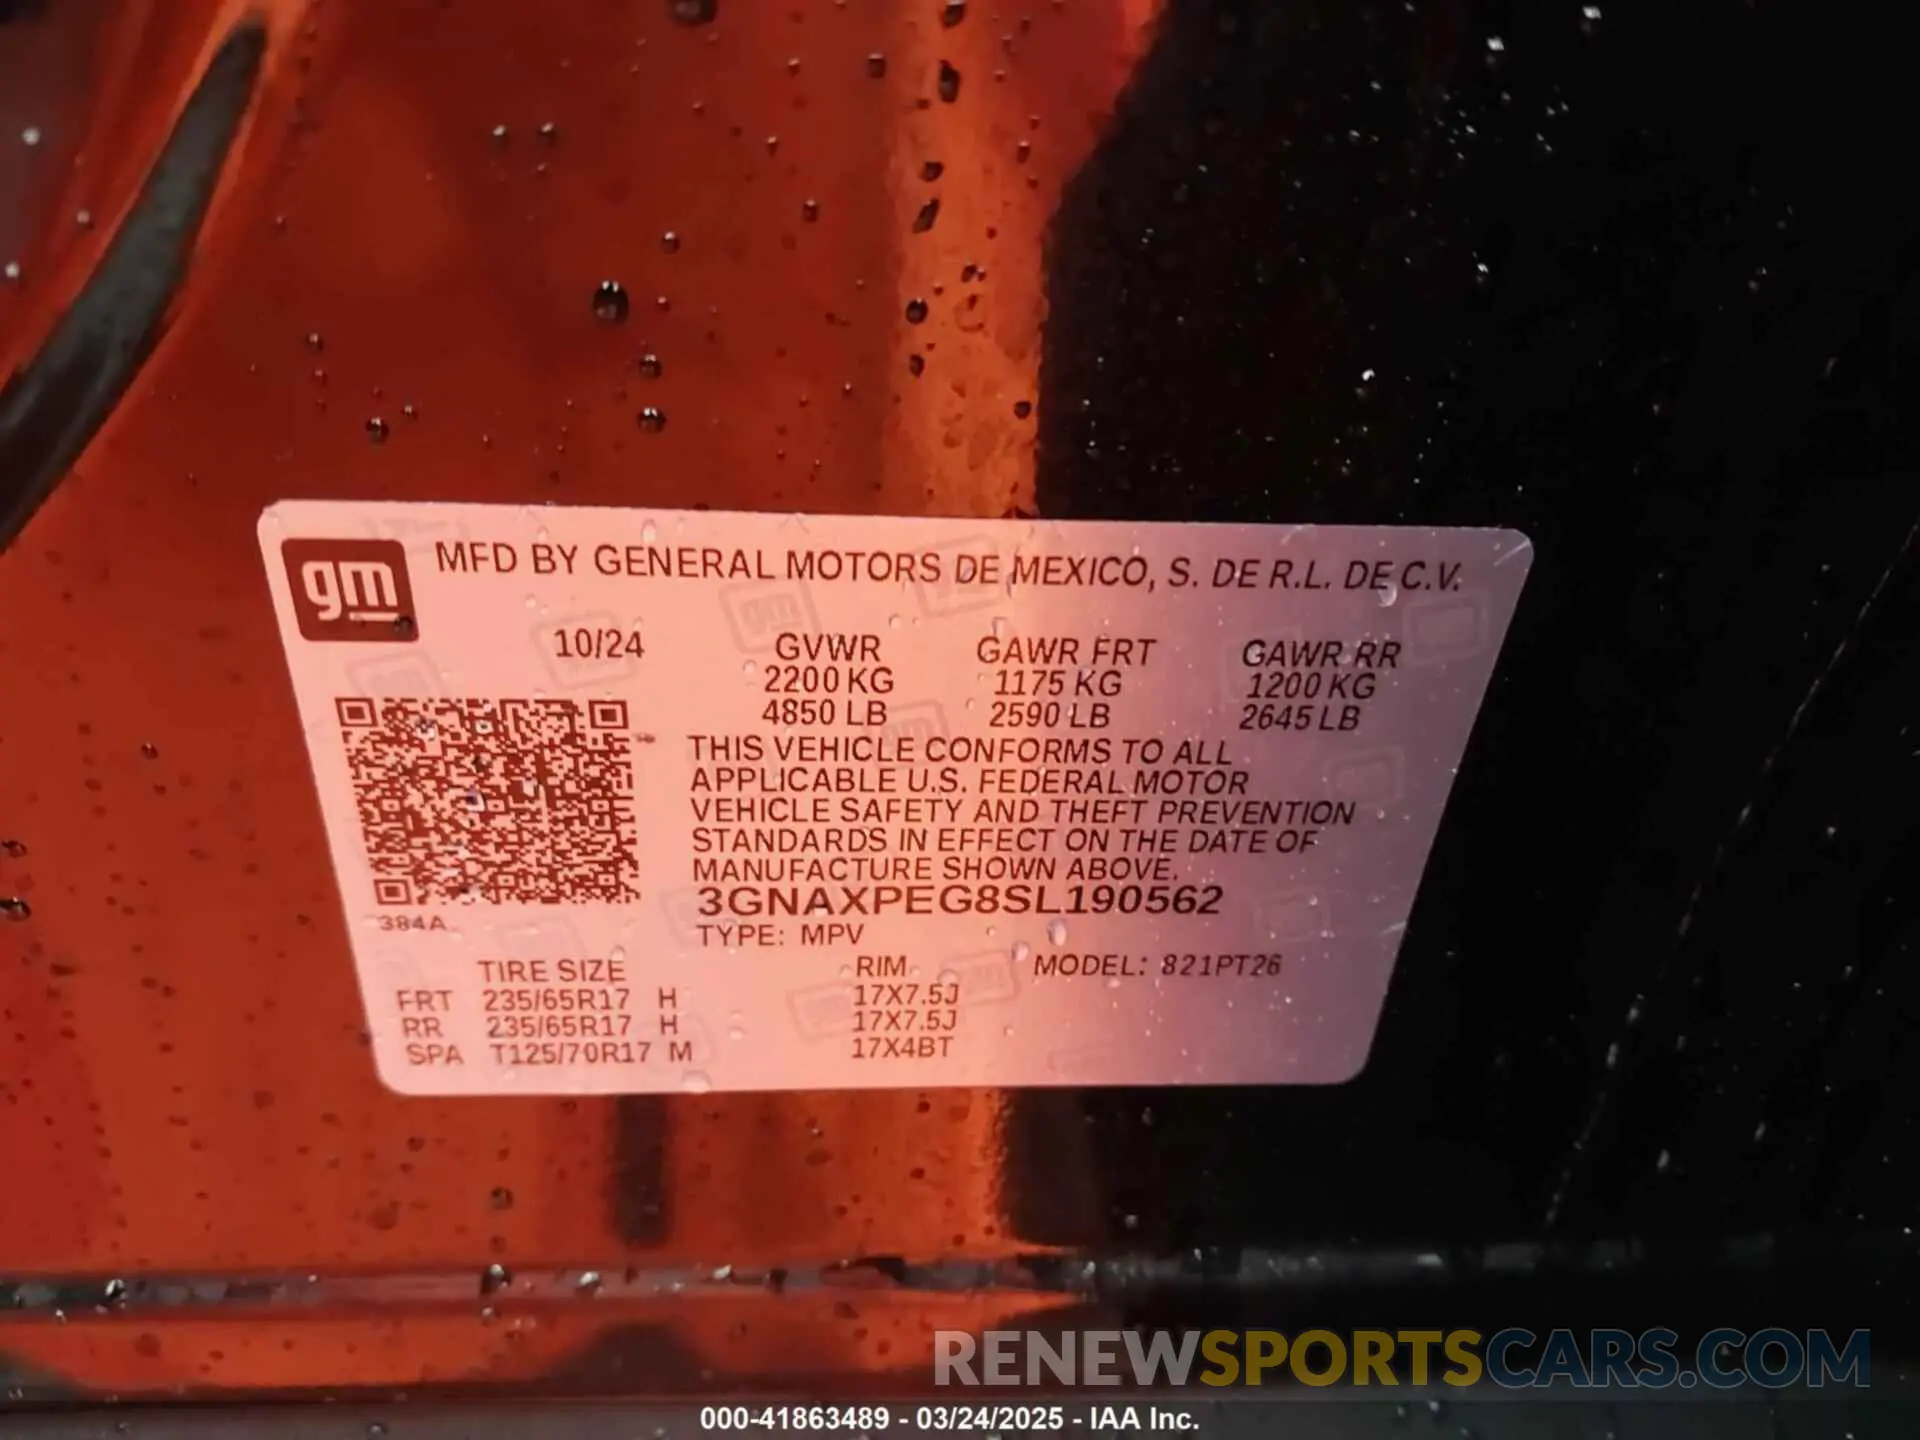 gm
MFD BY GENERAL MOTORS DE MEXICO, S. DE R.L. DE C.V.
10/24 GVWR GAWR FRT GAWR RR
2200 KG 1175 KG 1200 KG
4850 LB 2590 LB 2645 LB
THIS VEHICLE CONFORMS TO ALL
APPLICABLE U.S. FEDERAL MOTOR
VEHICLE SAFETY AND THEFT PREVENTION
STANDARDS IN EFFECT ON THE DATE OF
MANUFACTURE SHOWN ABOVE.
3GNAXPEG8SL190562
384A
TYPE: MPV
TIRE SIZE RIM MODEL: 821PT26
FRT 235/65R17 H 17X7.5J
RR 235/65R17 H 17X7.5J
SPA T125/70R17 M 17X4BT
RENEWSPORTSCARS.COM
000-41863489 - 03/24/2025 - IAA Inc.